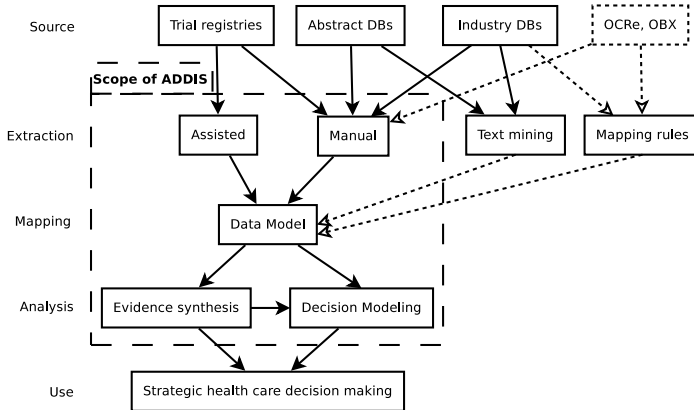 Source
Trial registries
Abstract DBs
Industry DBs
OCRe, OBX
Scope of ADDIS
Extraction
Assisted
Manual
Text mining
Mapping rules
Mapping
Data Model
Analysis
Evidence synthesis
Decision Modeling
Use
Strategic health care decision making